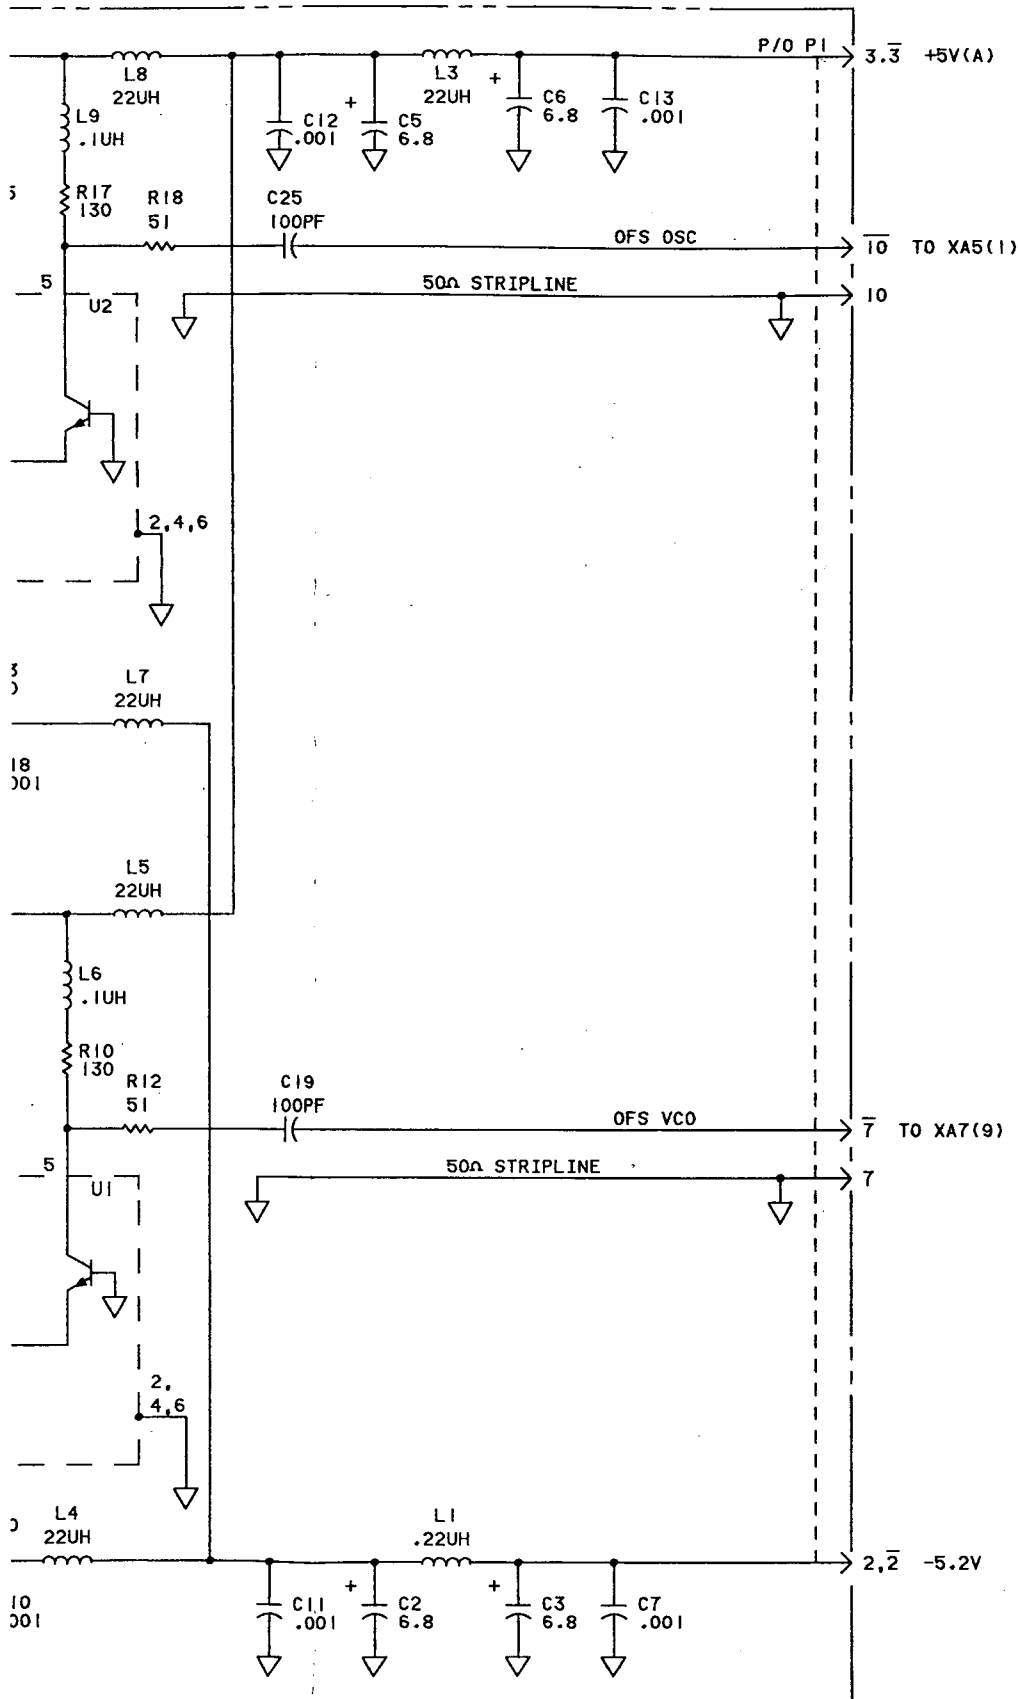 P/O P1
3.3̅ +5V(A)
L8
22UH
L3
22UH
+
+
C12
.001
C5
6.8
C6
6.8
C13
.001
L9
.1UH
R17
130
R18
51
C25
100PF
OFS OSC
1̅0̅ TO XA5(1)
5
50Ω STRIPLINE
10
U2
2,4,6
L7
22UH
18
001
L5
22UH
L6
.1UH
R10
130
R12
51
C19
100PF
OFS VCO
7̅ TO XA7(9)
5
50Ω STRIPLINE
7
U1
2,
4,6
L4
22UH
L1
.22UH
2,2̅ -5.2V
+
+
10
001
C11
.001
C2
6.8
C3
6.8
C7
.001